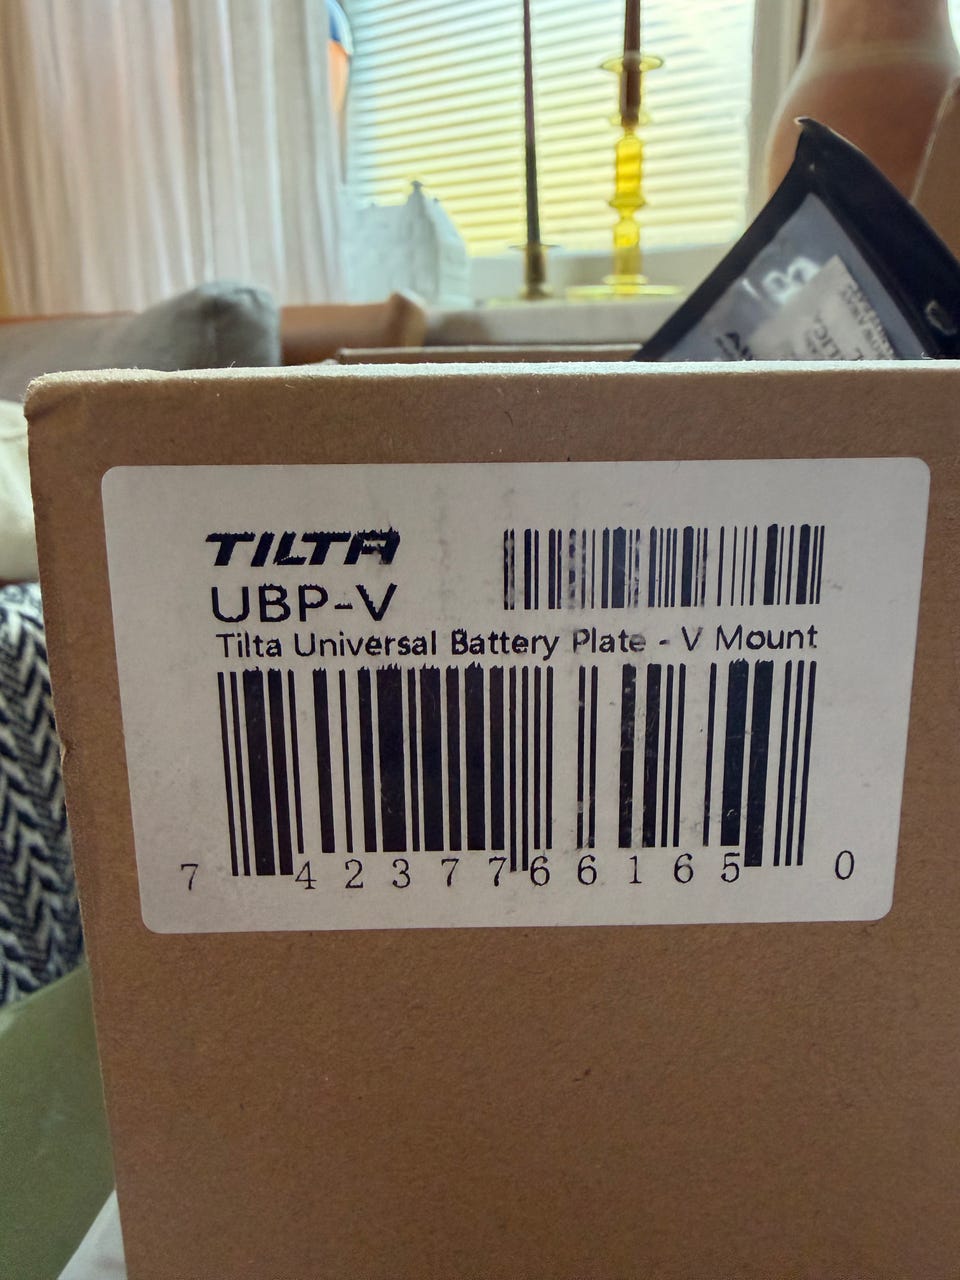 TILTA
UBP-V
Tilta Universal Battery Plate - V Mount
7 42377 66165 0